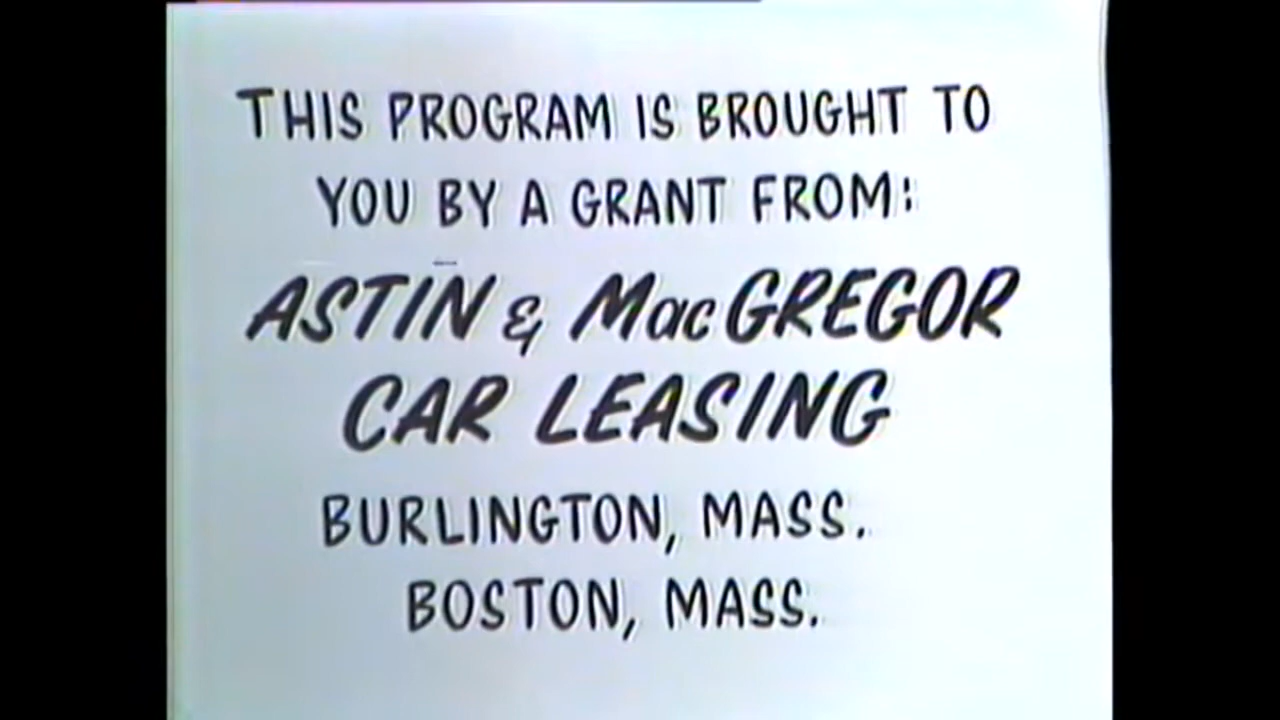 THIS PROGRAM IS BROUGHT TO
YOU BY A GRANT FROM:
ASTIN & MacGREGOR
CAR LEASING
BURLINGTON, MASS.
BOSTON, MASS.